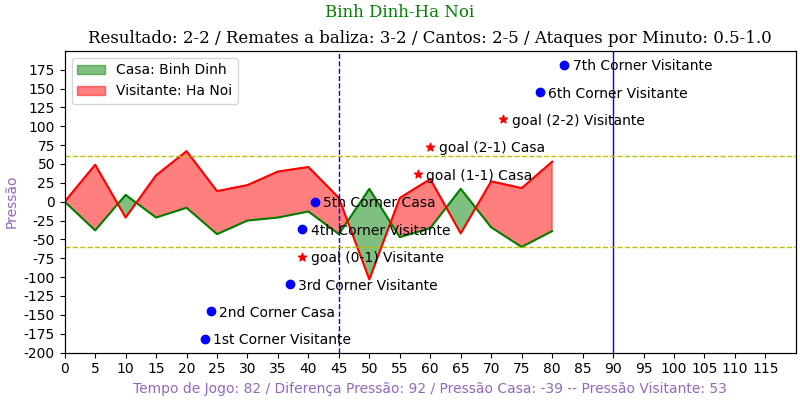 Binh Dinh-Ha Noi
Resultado: 2-2 / Remates a baliza: 3-2 / Cantos: 2-5 / Ataques por Minuto: 0.5-1.0
Casa: Binh Dinh
Visitante: Ha Noi
7th Corner Visitante
6th Corner Visitante
goal (2-2) Visitante
goal (2-1) Casa
goal (1-1) Casa
5th Corner Casa
4th Corner Visitante
goal (0-1) Visitante
3rd Corner Visitante
2nd Corner Casa
1st Corner Visitante
Pressão
175
150
125
100
75
50
25
0
-25
-50
-75
-100
-125
-150
-175
-200
0 5 10 15 20 25 30 35 40 45 50 55 60 65 70 75 80 85 90 95 100 105 110 115
Tempo de Jogo: 82 / Diferença Pressão: 92 / Pressão Casa: -39 -- Pressão Visitante: 53